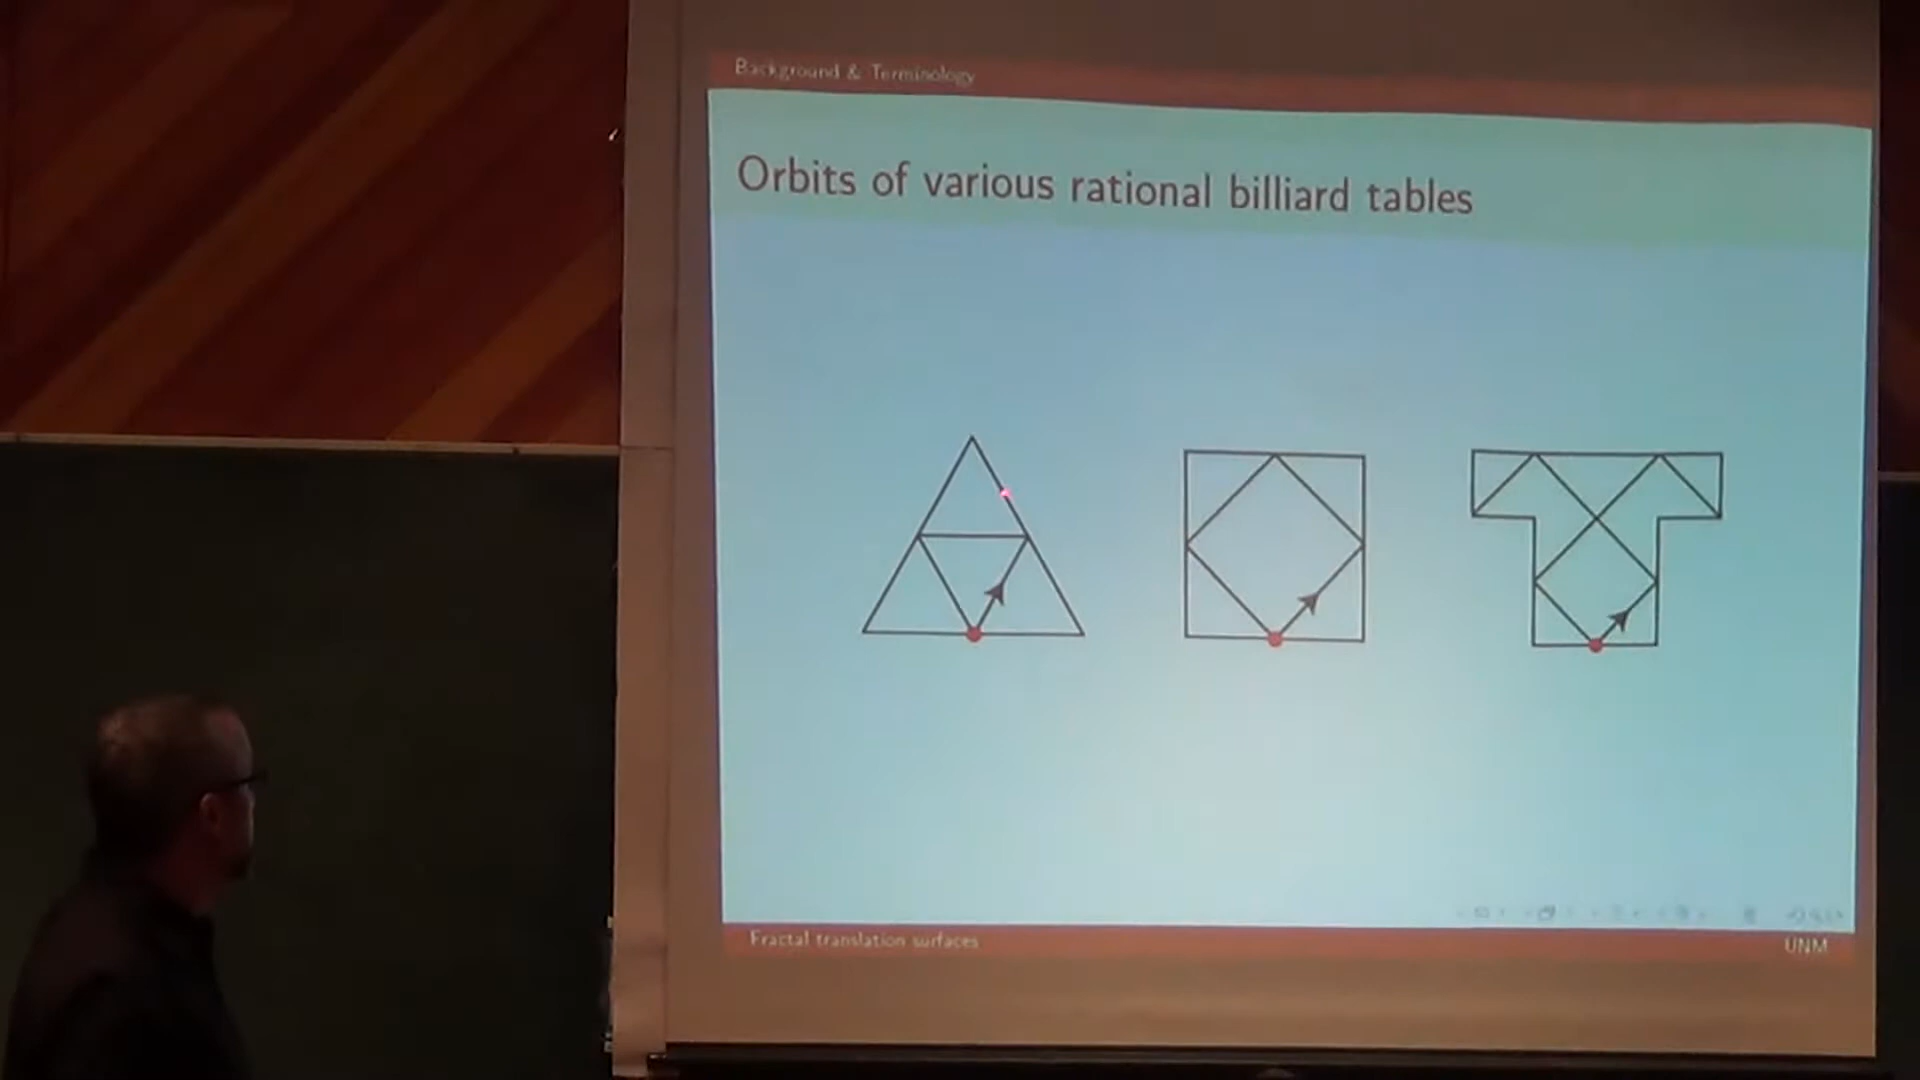 Background & Terminology
Orbits of various rational billiard tables
Fractal translation surfaces
UNM